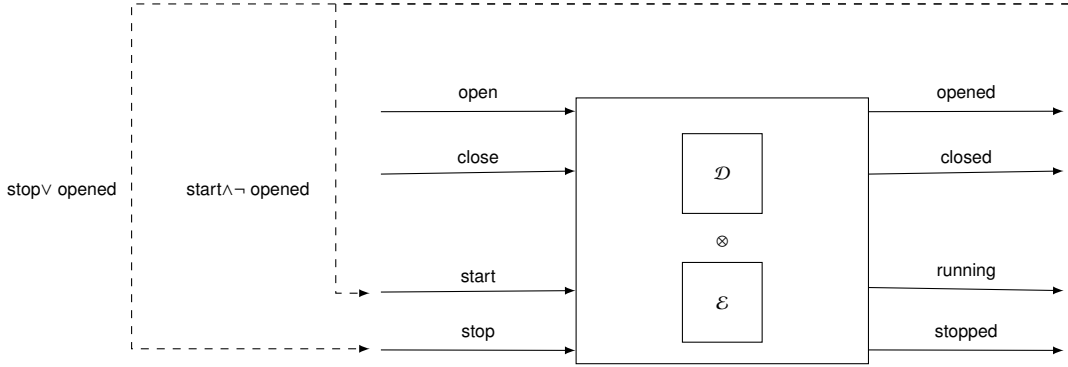 open
opened
close
closed
𝒟
stop∨ opened
start∧¬ opened
⊗
start
running
ℰ
stop
stopped